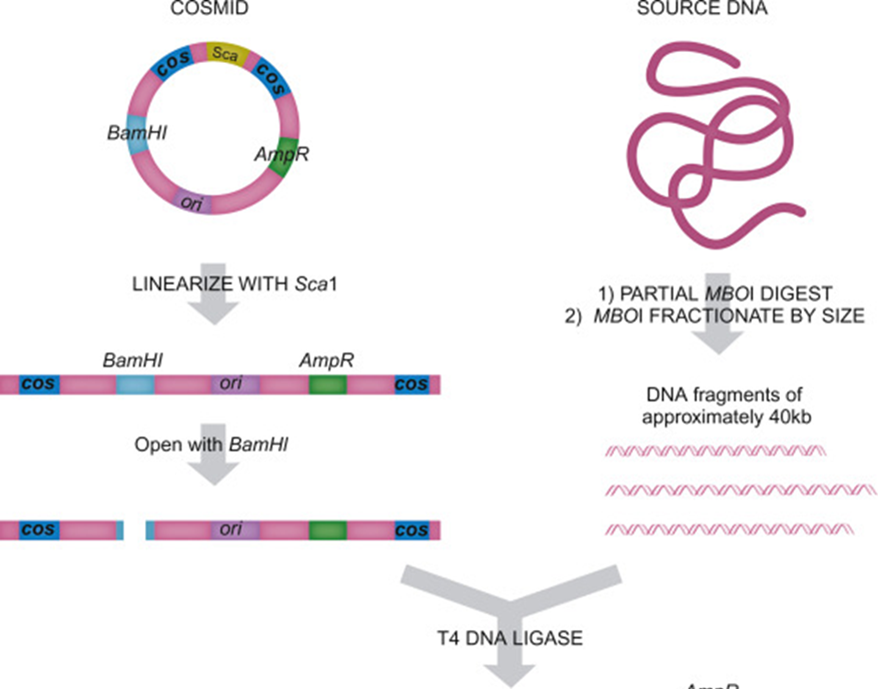 COSMID
SOURCE DNA
cos
Sca
cos
BamHI
AmpR
ori
LINEARIZE WITH Sca1
1) PARTIAL MBOI DIGEST
2) MBOI FRACTIONATE BY SIZE
BamHI
AmpR
cos
ori
cos
DNA fragments of
approximately 40kb
Open with BamHI
cos
ori
cos
T4 DNA LIGASE
AmpR